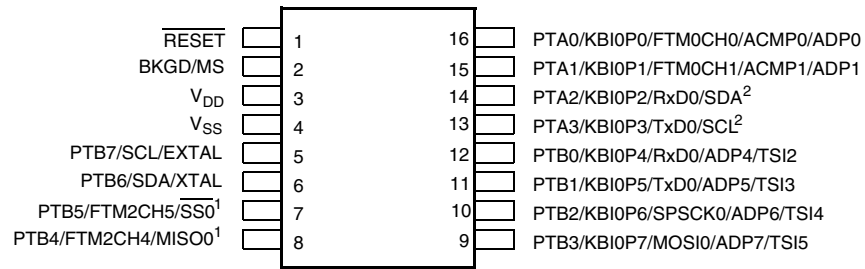 RESET 1 16 PTA0/KBI0P0/FTM0CH0/ACMP0/ADP0
BKGD/MS 2 15 PTA1/KBI0P1/FTM0CH1/ACMP1/ADP1
VDD 3 14 PTA2/KBI0P2/RxD0/SDA²
VSS 4 13 PTA3/KBI0P3/TxD0/SCL²
PTB7/SCL/EXTAL 5 12 PTB0/KBI0P4/RxD0/ADP4/TSI2
PTB6/SDA/XTAL 6 11 PTB1/KBI0P5/TxD0/ADP5/TSI3
PTB5/FTM2CH5/SS0¹ 7 10 PTB2/KBI0P6/SPSCK0/ADP6/TSI4
PTB4/FTM2CH4/MISO0¹ 8 9 PTB3/KBI0P7/MOSI0/ADP7/TSI5